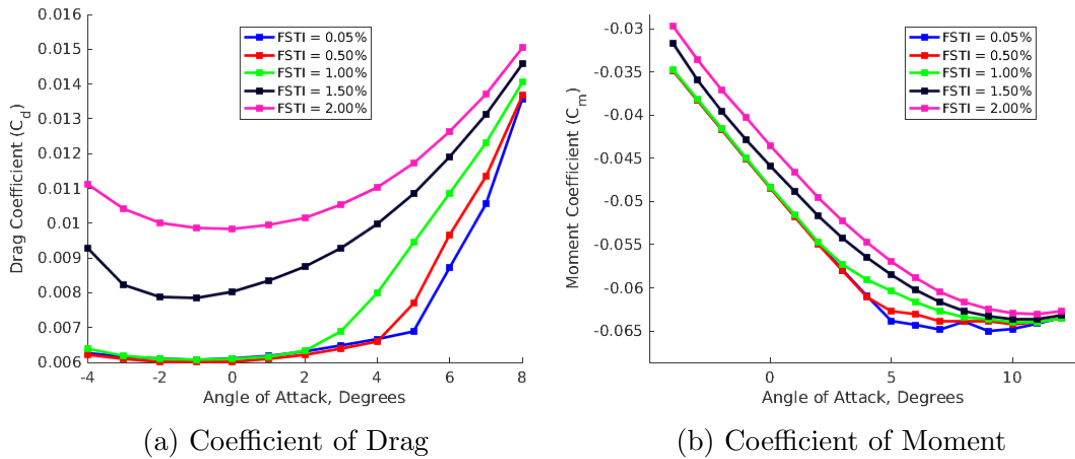 0.016
0.015
0.014
0.013
0.012
0.011
0.01
0.009
0.008
0.007
0.006
Drag Coefficient (C_d)
-4 -2 0 2 4 6 8
Angle of Attack, Degrees
FSTI = 0.05%
FSTI = 0.50%
FSTI = 1.00%
FSTI = 1.50%
FSTI = 2.00%
(a) Coefficient of Drag
-0.03
-0.035
-0.04
-0.045
-0.05
-0.055
-0.06
-0.065
Moment Coefficient (C_m)
0 5 10
Angle of Attack, Degrees
FSTI = 0.05%
FSTI = 0.50%
FSTI = 1.00%
FSTI = 1.50%
FSTI = 2.00%
(b) Coefficient of Moment